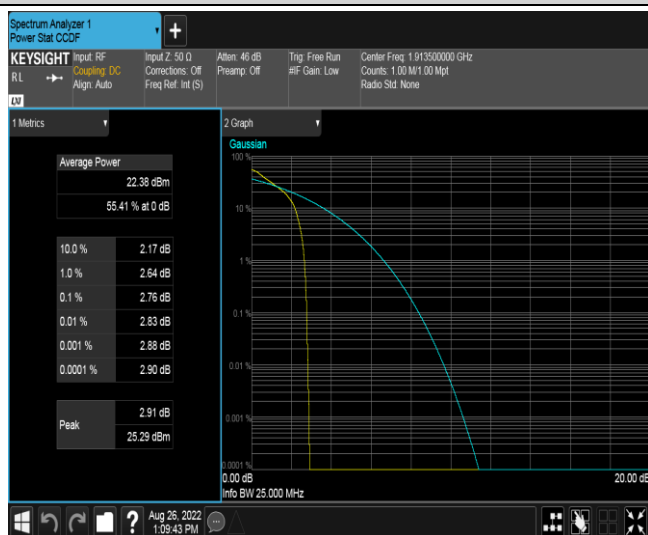 Spectrum Analyzer 1
Power Stat CCDF
+
KEYSIGHT
RL
LXI
Input: RF
Coupling: DC
Align: Auto
Input Z: 50 Ω
Corrections: Off
Freq Ref: Int (S)
Atten: 46 dB
Preamp: Off
Trig: Free Run
#IF Gain: Low
Center Freq: 1.913500000 GHz
Counts: 1.00 M/1.00 Mpt
Radio Std: None
1 Metrics
Average Power
22.38 dBm
55.41 % at 0 dB
10.0 % 2.17 dB
1.0 % 2.64 dB
0.1 % 2.76 dB
0.01 % 2.83 dB
0.001 % 2.88 dB
0.0001 % 2.90 dB
Peak
2.91 dB
25.29 dBm
2 Graph
Gaussian
100 %
10 %
1 %
0.1 %
0.01 %
0.001 %
0.0001 %
0.00 dB
20.00 dB
Info BW 25.000 MHz
?
Aug 26, 2022
1:09:43 PM